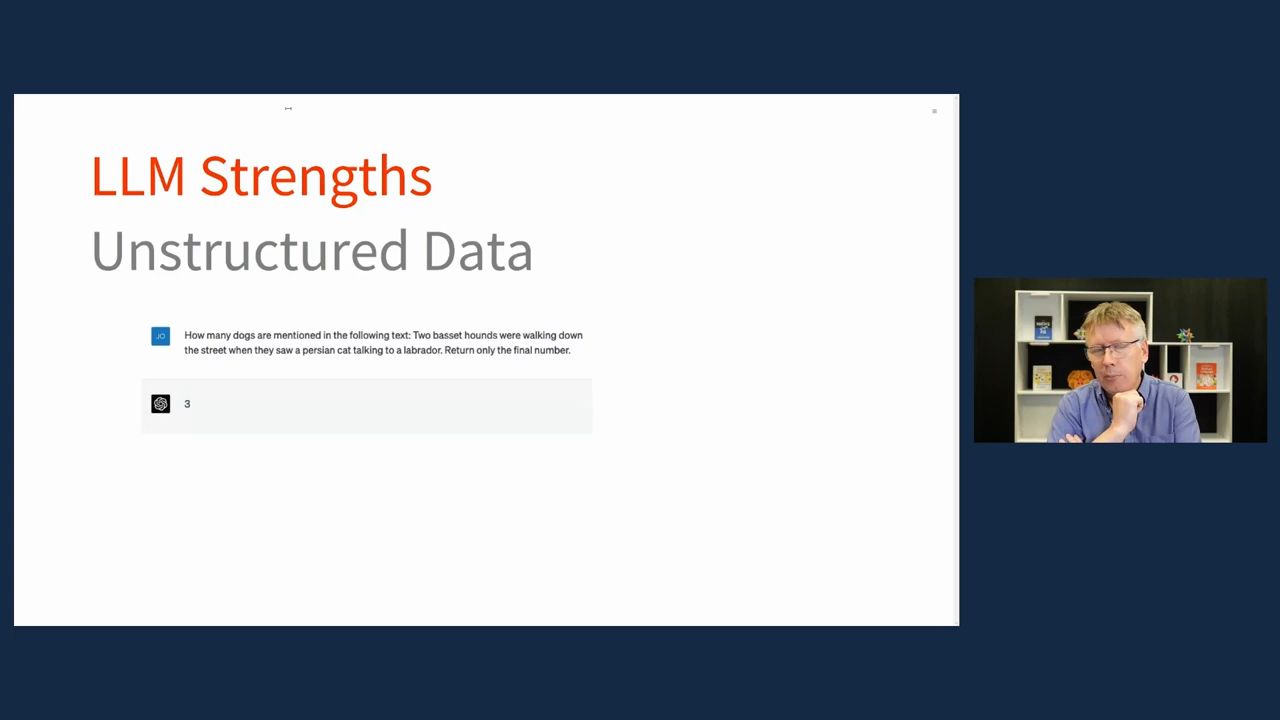 LLM Strengths
Unstructured Data
JO
How many dogs are mentioned in the following text: Two basset hounds were walking down
the street when they saw a persian cat talking to a labrador. Return only the final number.
3